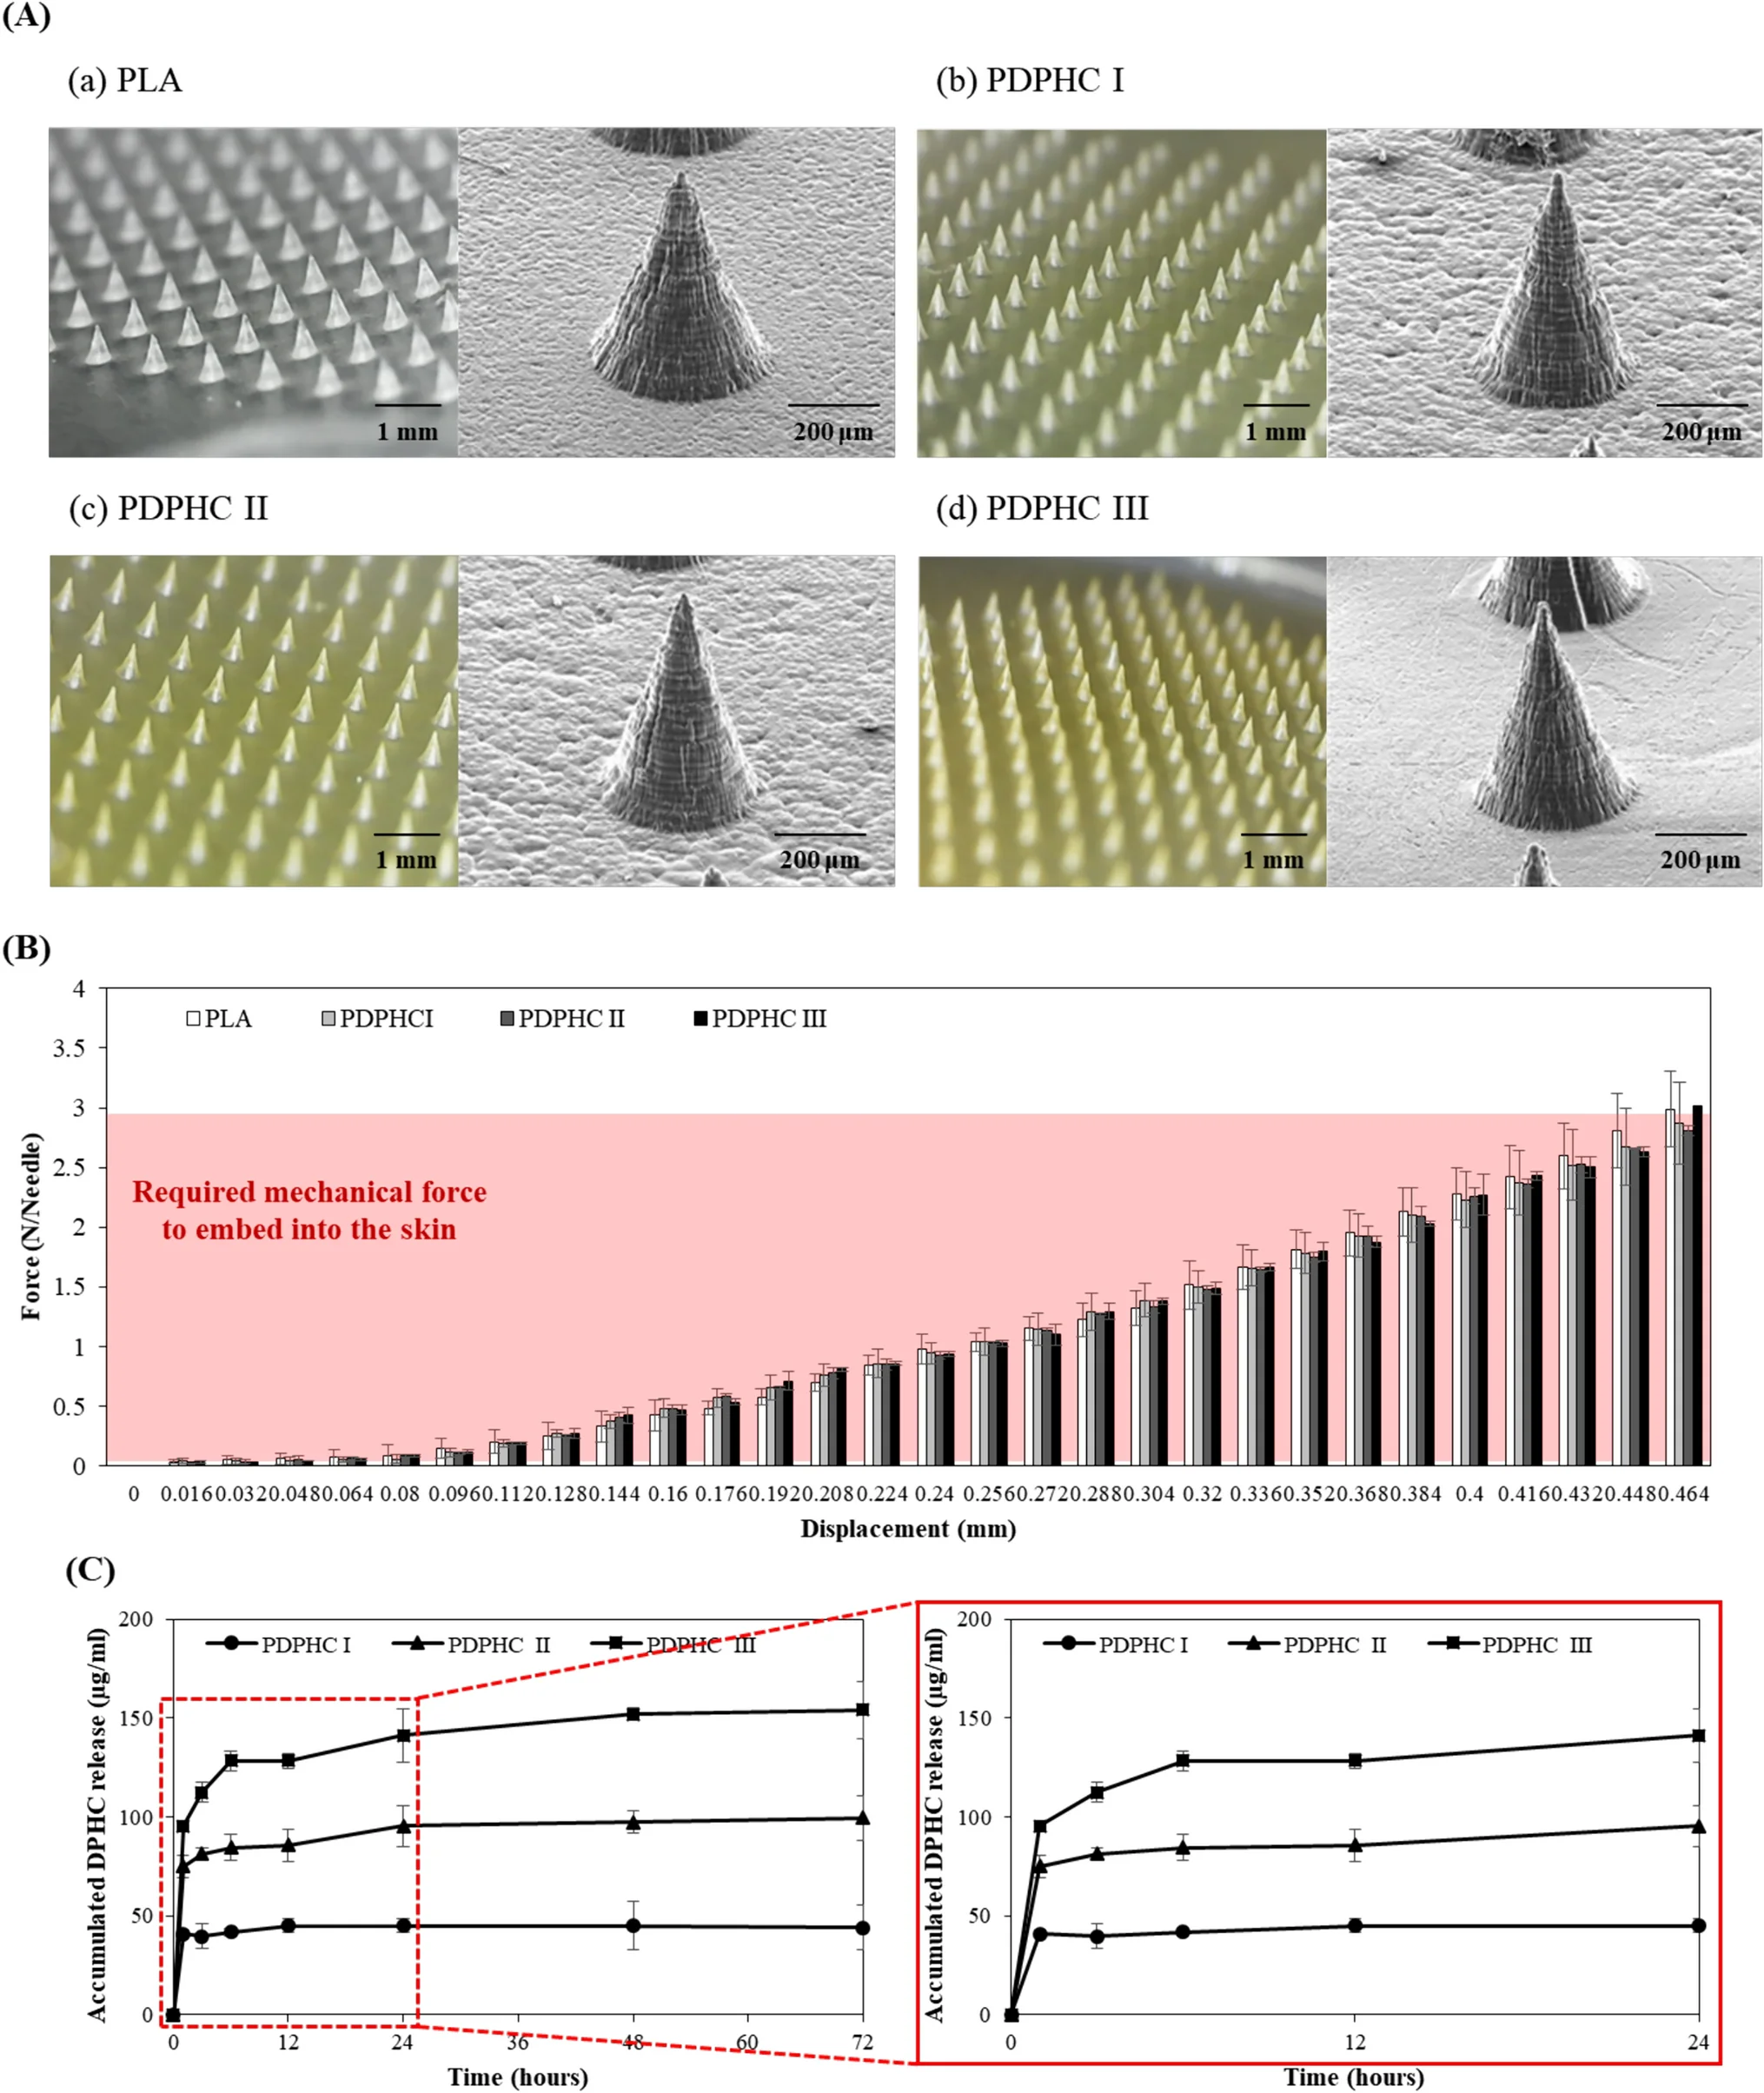 (A)
(a) PLA
(b) PDPHC I
1 mm
200 µm
1 mm
200 µm
(c) PDPHC II
(d) PDPHC III
1 mm
200 µm
1 mm
200 µm
(B)
4
3.5
3
2.5
2
1.5
1
0.5
0
Force (N/Needle)
PLA
PDPHCI
PDPHC II
PDPHC III
Required mechanical force
to embed into the skin
0 0.016 0.032 0.048 0.064 0.08 0.096 0.112 0.128 0.144 0.16 0.176 0.192 0.208 0.224 0.24 0.256 0.272 0.288 0.304 0.32 0.336 0.352 0.368 0.384 0.4 0.416 0.432 0.448 0.464
Displacement (mm)
(C)
200
150
100
50
0
Accumulated DPHC release (µg/ml)
PDPHC I
PDPHC II
PDPHC III
0 12 24 36 48 60 72
Time (hours)
200
150
100
50
0
Accumulated DPHC release (µg/ml)
PDPHC I
PDPHC II
PDPHC III
0 12 24
Time (hours)